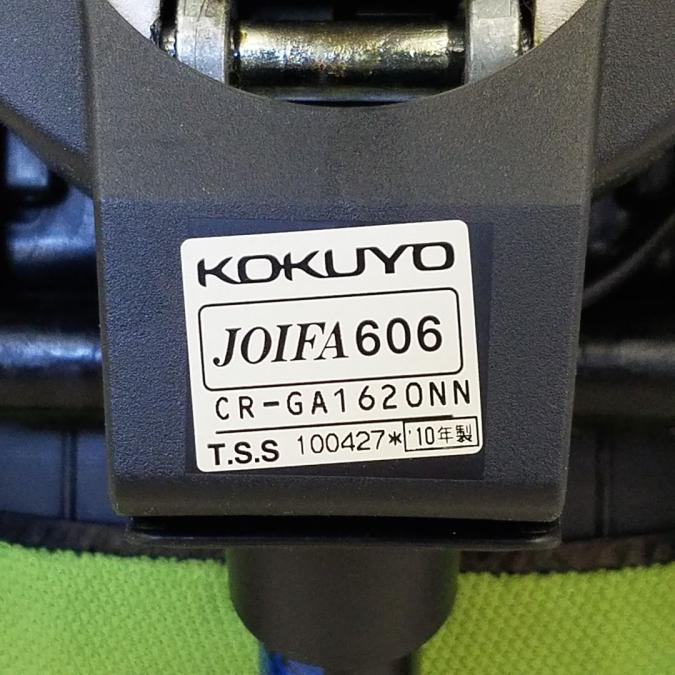 KOKUYO
JOIFA606
CR-GA1620NN
T.S.S 100427* '10年製